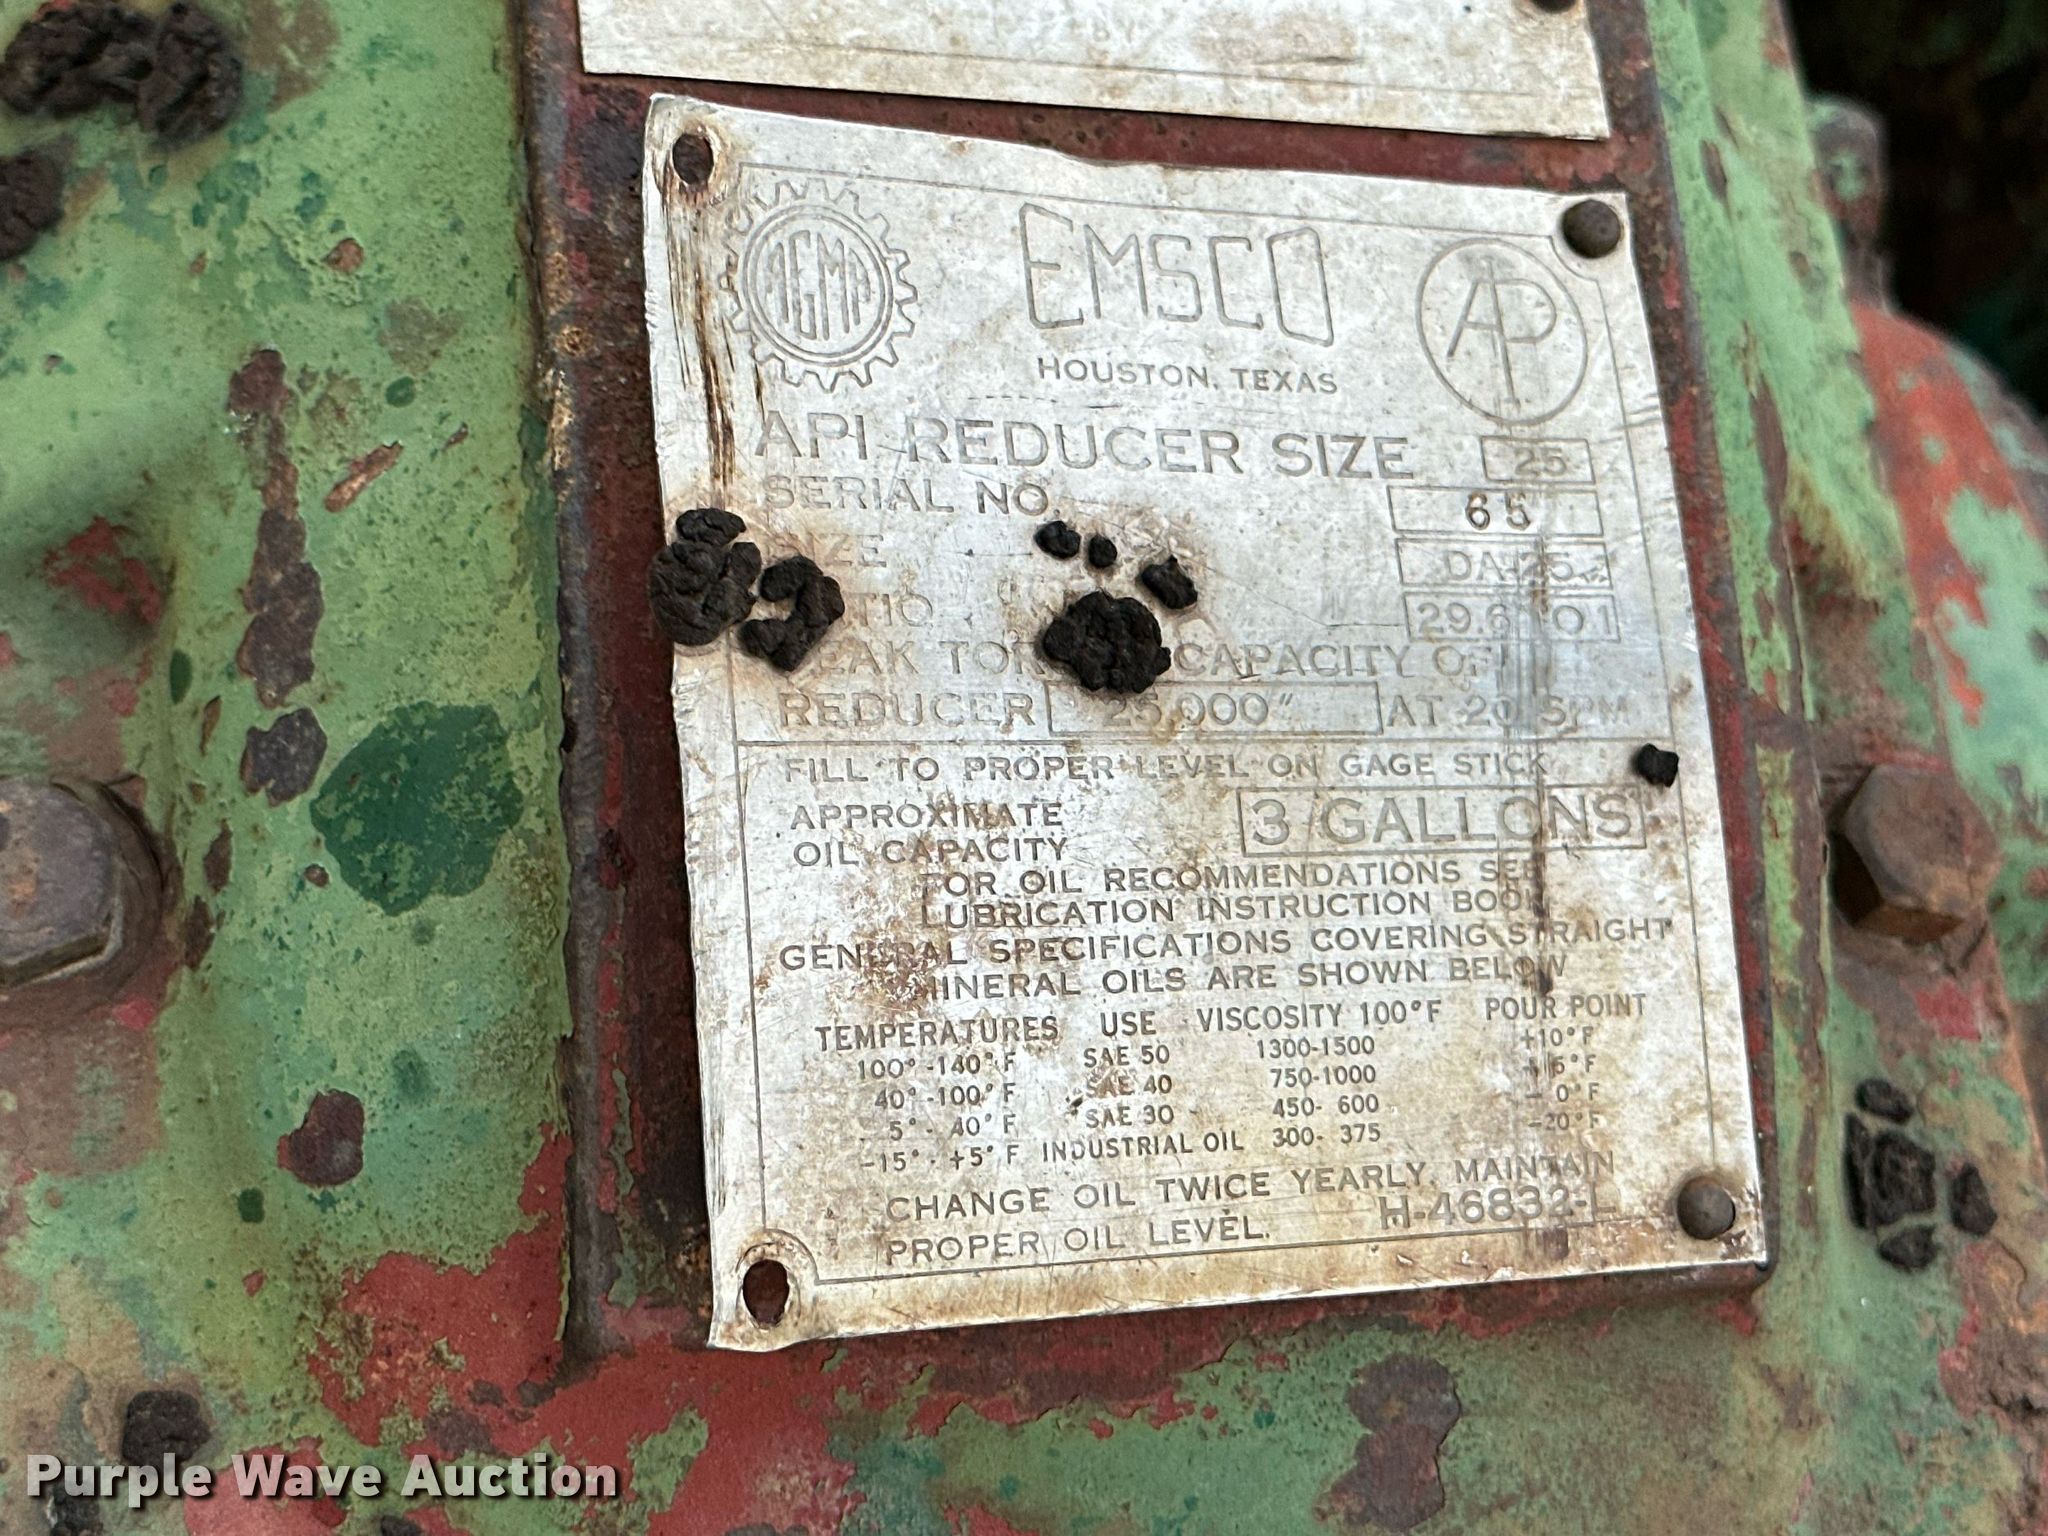 AGMA
EMSCO
API
HOUSTON, TEXAS
API REDUCER SIZE 25
SERIAL NO. 65
DA-25
29.6 TO 1
CAPACITY OF
REDUCER 25,000" AT 20 SPM
FILL TO PROPER LEVEL ON GAGE STICK
APPROXIMATE
OIL CAPACITY
3 GALLONS
FOR OIL RECOMMENDATIONS SEE
LUBRICATION INSTRUCTION BOOK
GENERAL SPECIFICATIONS COVERING STRAIGHT
MINERAL OILS ARE SHOWN BELOW
TEMPERATURES USE VISCOSITY 100°F POUR POINT
100°-140°F SAE 50 1300-1500 +10°F
40°-100°F SAE 40 750-1000
5°- 40°F SAE 30 450- 600 0°F
-15°- +5°F INDUSTRIAL OIL 300- 375 -20°F
CHANGE OIL TWICE YEARLY. MAINTAIN
PROPER OIL LEVEL. H-46832-L
Purple Wave Auction